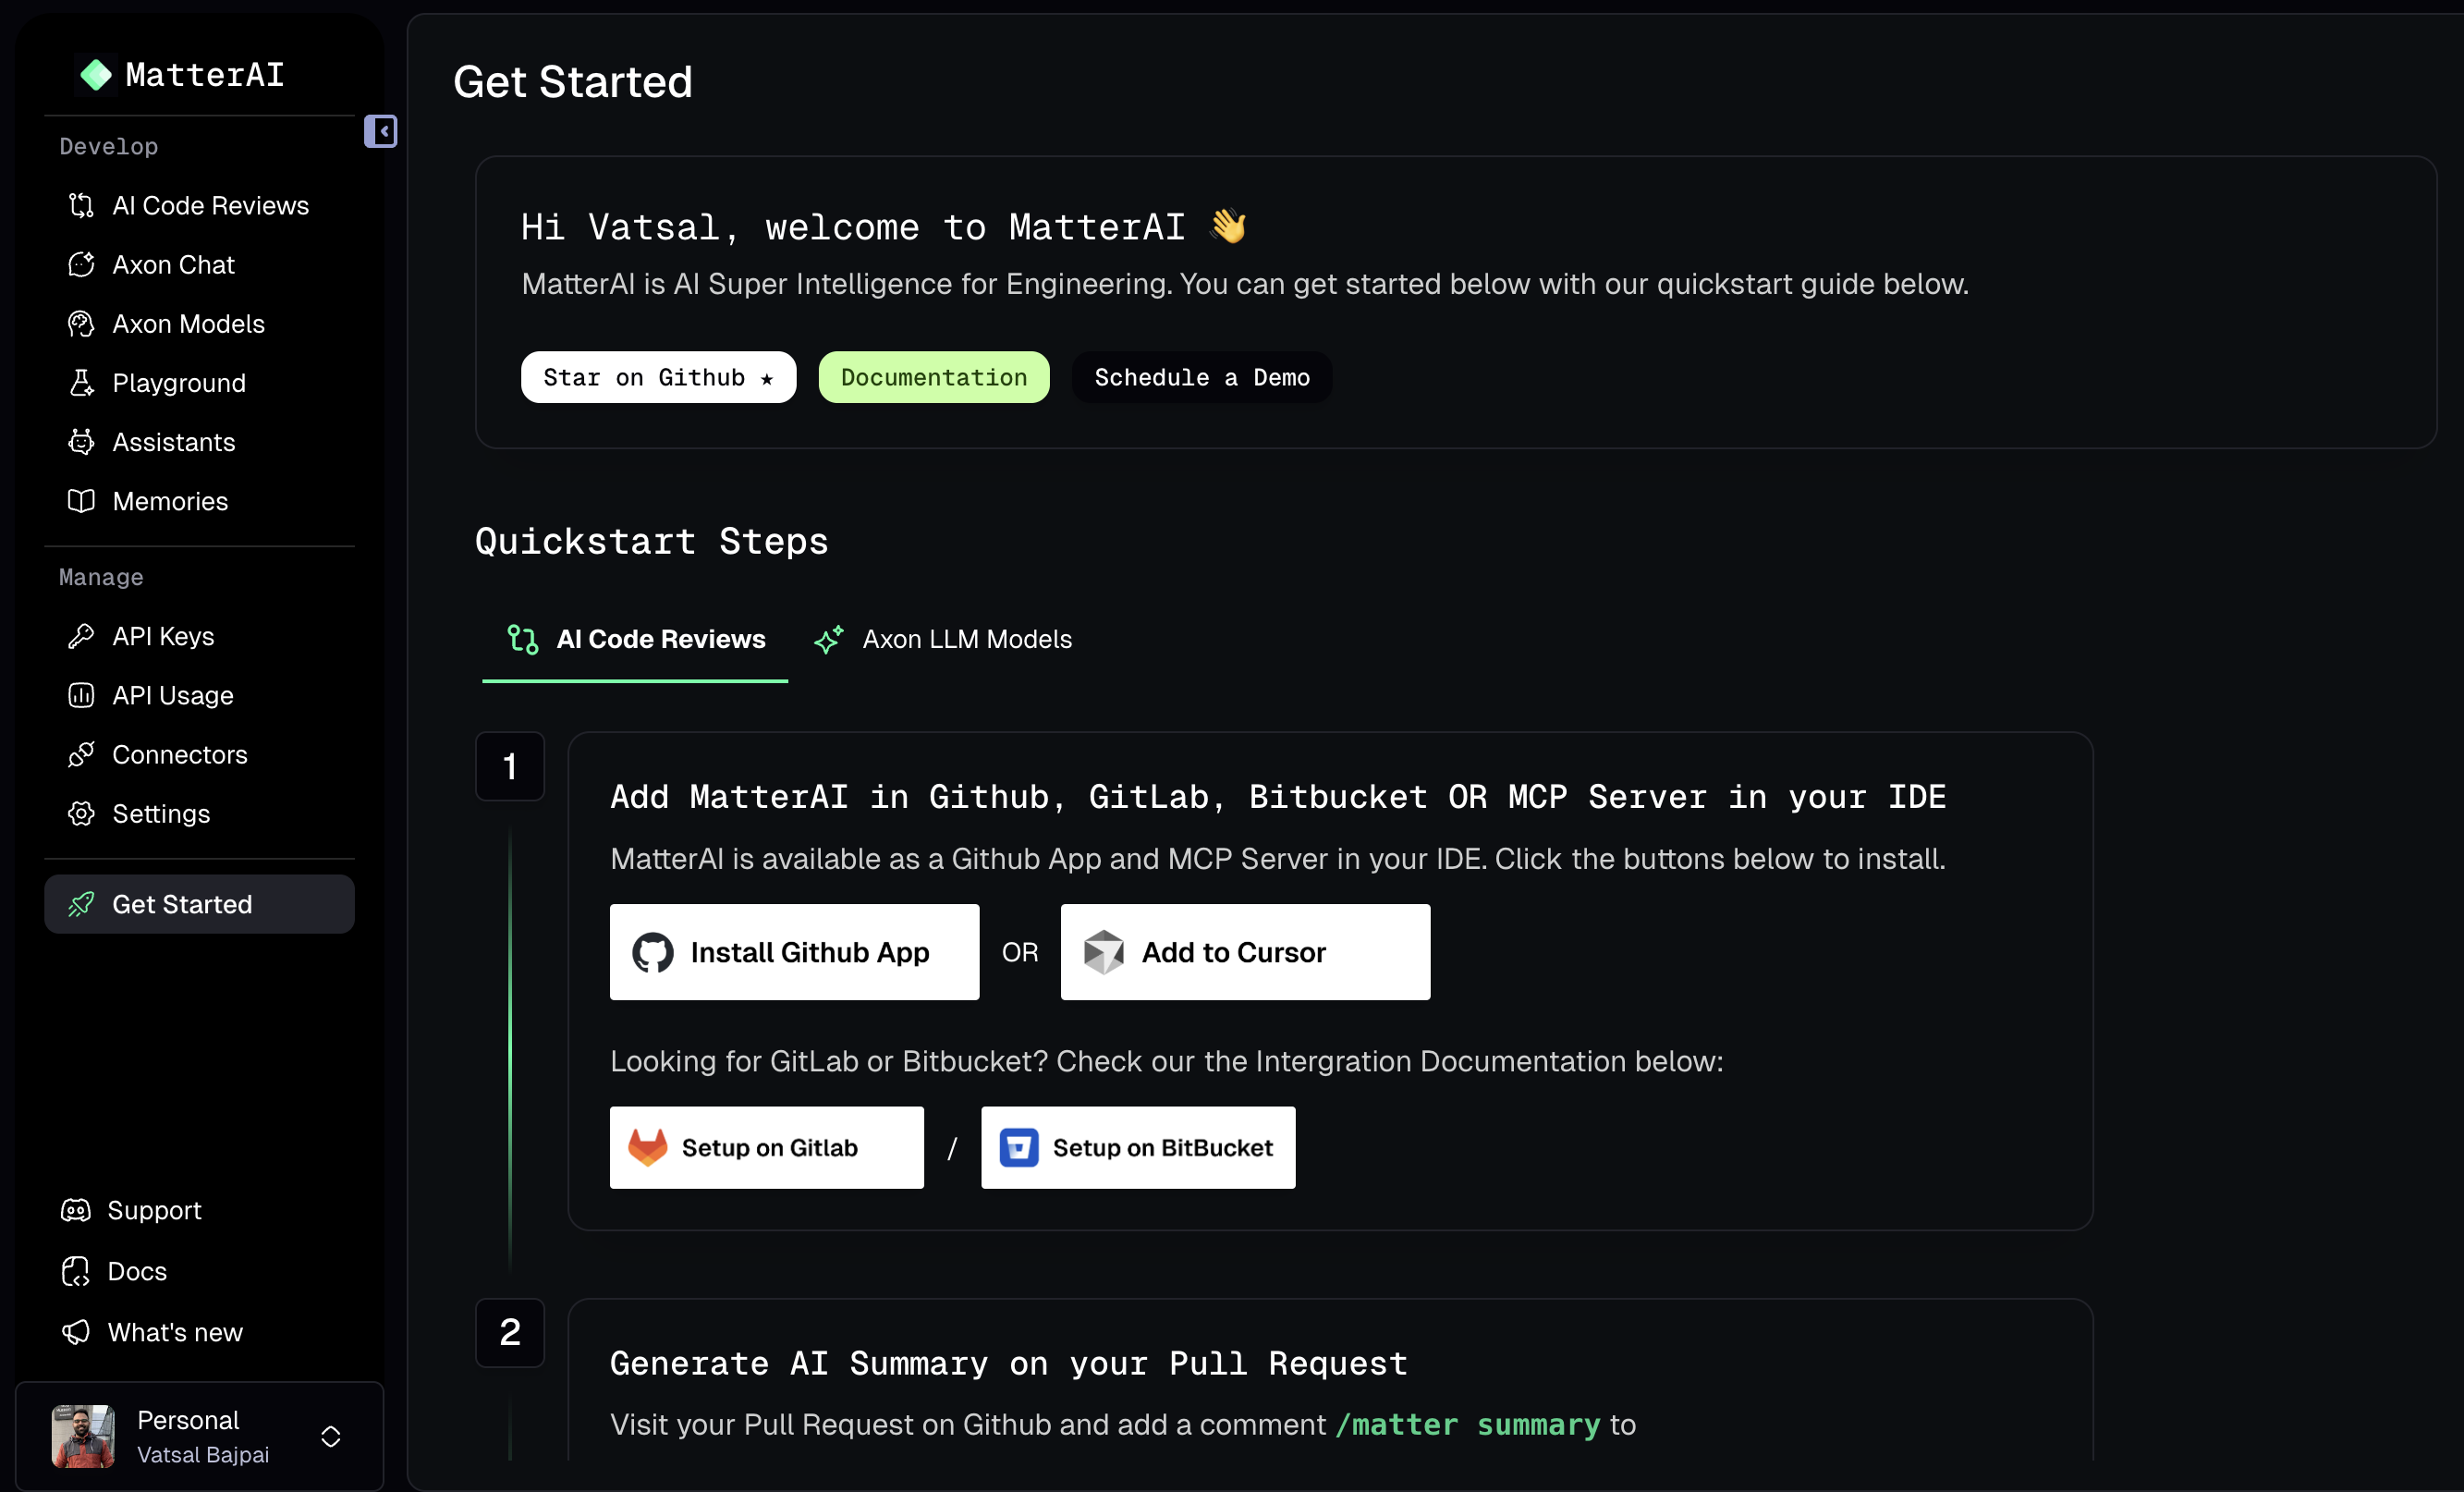 MatterAI
Develop
AI Code Reviews
Axon Chat
Axon Models
Playground
Assistants
Memories
Manage
API Keys
API Usage
Connectors
Settings
Get Started
Support
Docs
What's new
Personal
Vatsal Bajpai
Get Started
Hi Vatsal, welcome to MatterAI 👋
MatterAI is AI Super Intelligence for Engineering. You can get started below with our quickstart guide below.
Star on Github ★
Documentation
Schedule a Demo
Quickstart Steps
AI Code Reviews
Axon LLM Models
1
Add MatterAI in Github, GitLab, Bitbucket OR MCP Server in your IDE
MatterAI is available as a Github App and MCP Server in your IDE. Click the buttons below to install.
Install Github App
OR
Add to Cursor
Looking for GitLab or Bitbucket? Check our the Intergration Documentation below:
Setup on Gitlab
/
Setup on BitBucket
2
Generate AI Summary on your Pull Request
Visit your Pull Request on Github and add a comment /matter summary to